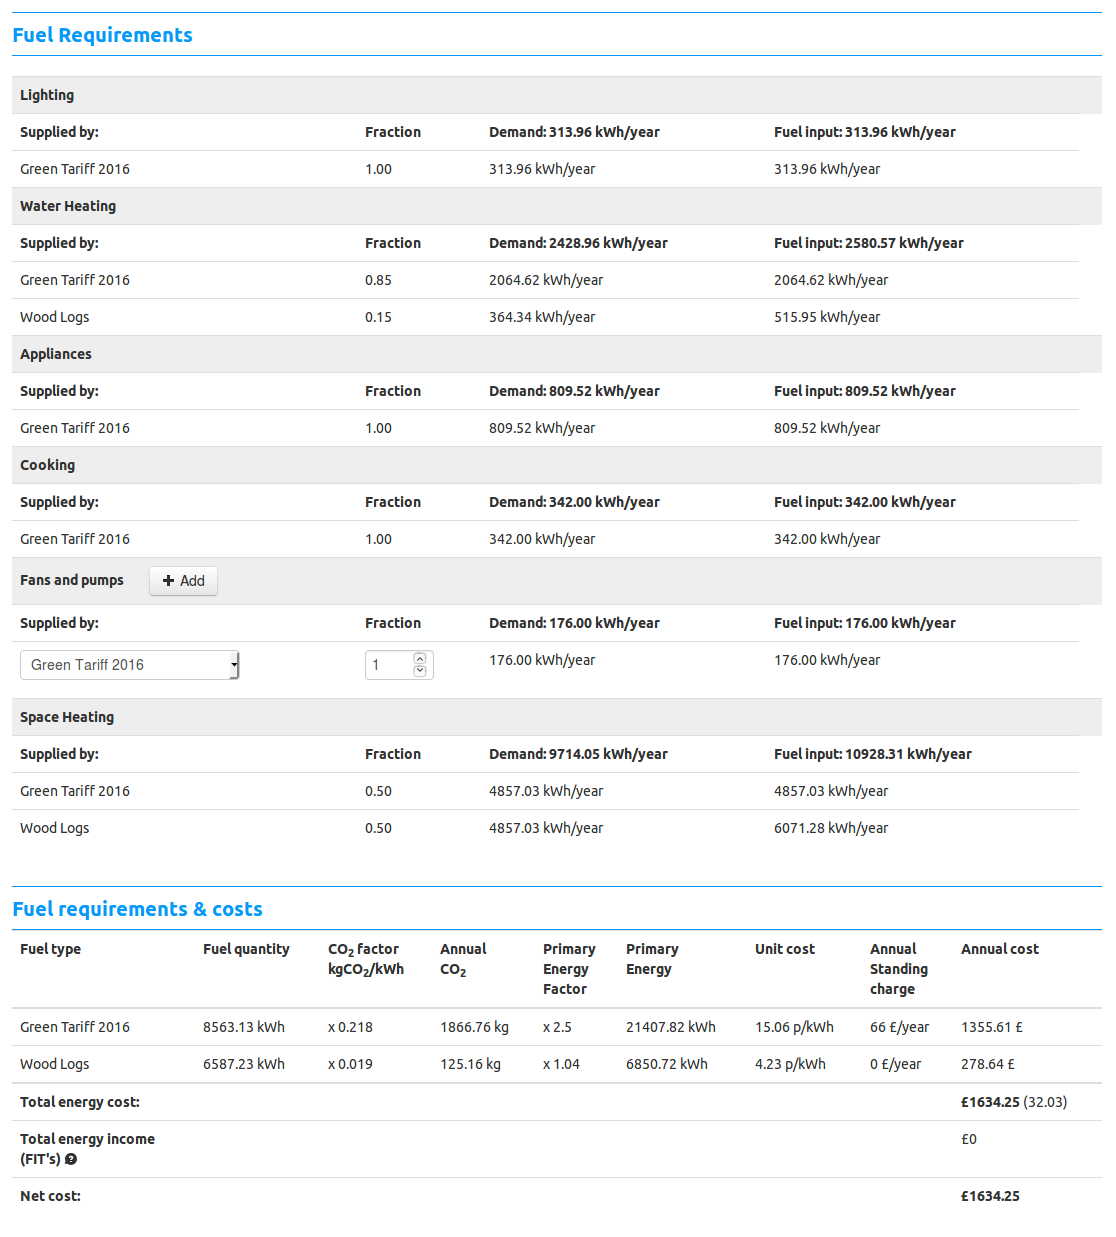 Fuel Requirements
Lighting
Supplied by: Fraction Demand: 313.96 kWh/year Fuel input: 313.96 kWh/year
Green Tariff 2016 1.00 313.96 kWh/year 313.96 kWh/year
Water Heating
Supplied by: Fraction Demand: 2428.96 kWh/year Fuel input: 2580.57 kWh/year
Green Tariff 2016 0.85 2064.62 kWh/year 2064.62 kWh/year
Wood Logs 0.15 364.34 kWh/year 515.95 kWh/year
Appliances
Supplied by: Fraction Demand: 809.52 kWh/year Fuel input: 809.52 kWh/year
Green Tariff 2016 1.00 809.52 kWh/year 809.52 kWh/year
Cooking
Supplied by: Fraction Demand: 342.00 kWh/year Fuel input: 342.00 kWh/year
Green Tariff 2016 1.00 342.00 kWh/year 342.00 kWh/year
Fans and pumps + Add
Supplied by: Fraction Demand: 176.00 kWh/year Fuel input: 176.00 kWh/year
Green Tariff 2016 1 176.00 kWh/year 176.00 kWh/year
Space Heating
Supplied by: Fraction Demand: 9714.05 kWh/year Fuel input: 10928.31 kWh/year
Green Tariff 2016 0.50 4857.03 kWh/year 4857.03 kWh/year
Wood Logs 0.50 4857.03 kWh/year 6071.28 kWh/year
Fuel requirements & costs
Fuel type Fuel quantity CO₂ factor Annual Primary Primary Unit cost Annual Annual cost
kgCO₂/kWh CO₂ Energy Energy Standing
Factor charge
Green Tariff 2016 8563.13 kWh x 0.218 1866.76 kg x 2.5 21407.82 kWh 15.06 p/kWh 66 £/year 1355.61 £
Wood Logs 6587.23 kWh x 0.019 125.16 kg x 1.04 6850.72 kWh 4.23 p/kWh 0 £/year 278.64 £
Total energy cost: £1634.25 (32.03)
Total energy income £0
(FIT's) ?
Net cost: £1634.25